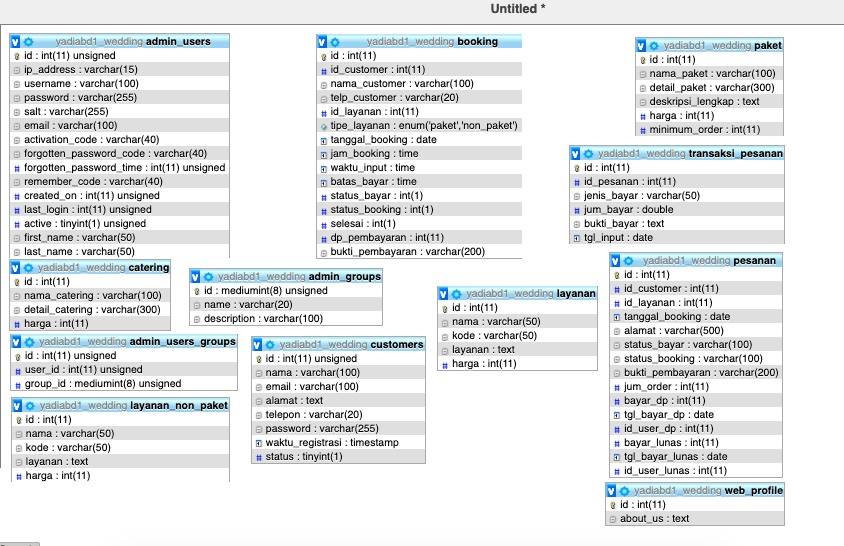 Untitled *
yadiabd1_wedding admin_users
id : int(11) unsigned
ip_address : varchar(15)
username : varchar(100)
password : varchar(255)
salt : varchar(255)
email : varchar(100)
activation_code : varchar(40)
forgotten_password_code : varchar(40)
forgotten_password_time : int(11) unsigned
remember_code : varchar(40)
created_on : int(11) unsigned
last_login : int(11) unsigned
active : tinyint(1) unsigned
first_name : varchar(50)
last_name : varchar(50)
yadiabd1_wedding catering
id : int(11)
nama_catering : varchar(100)
detail_catering : varchar(300)
harga : int(11)
yadiabd1_wedding admin_users_groups
id : int(11) unsigned
user_id : int(11) unsigned
group_id : mediumint(8) unsigned
yadiabd1_wedding layanan_non_paket
id : int(11)
nama : varchar(50)
kode : varchar(50)
layanan : text
harga : int(11)
yadiabd1_wedding admin_groups
id : mediumint(8) unsigned
name : varchar(20)
description : varchar(100)
yadiabd1_wedding customers
id : int(11) unsigned
nama : varchar(100)
email : varchar(100)
alamat : text
telepon : varchar(20)
password : varchar(255)
waktu_registrasi : timestamp
status : tinyint(1)
yadiabd1_wedding booking
id : int(11)
id_customer : int(11)
nama_customer : varchar(100)
telp_customer : varchar(20)
id_layanan : int(11)
tipe_layanan : enum('paket','non_paket')
tanggal_booking : date
jam_booking : time
waktu_input : time
batas_bayar : time
status_bayar : int(1)
status_booking : int(1)
selesai : int(1)
dp_pembayaran : int(11)
bukti_pembayaran : varchar(200)
yadiabd1_wedding layanan
id : int(11)
nama : varchar(50)
kode : varchar(50)
layanan : text
harga : int(11)
yadiabd1_wedding paket
id : int(11)
nama_paket : varchar(100)
detail_paket : varchar(300)
deskripsi_lengkap : text
harga : int(11)
minimum_order : int(11)
yadiabd1_wedding transaksi_pesanan
id : int(11)
id_pesanan : int(11)
jenis_bayar : varchar(50)
jum_bayar : double
bukti_bayar : text
tgl_input : date
yadiabd1_wedding pesanan
id : int(11)
id_customer : int(11)
id_layanan : int(11)
tanggal_booking : date
alamat : varchar(500)
status_bayar : varchar(100)
status_booking : varchar(100)
bukti_pembayaran : varchar(200)
jum_order : int(11)
bayar_dp : int(11)
tgl_bayar_dp : date
id_user_dp : int(11)
bayar_lunas : int(11)
tgl_bayar_lunas : date
id_user_lunas : int(11)
yadiabd1_wedding web_profile
id : int(11)
about_us : text